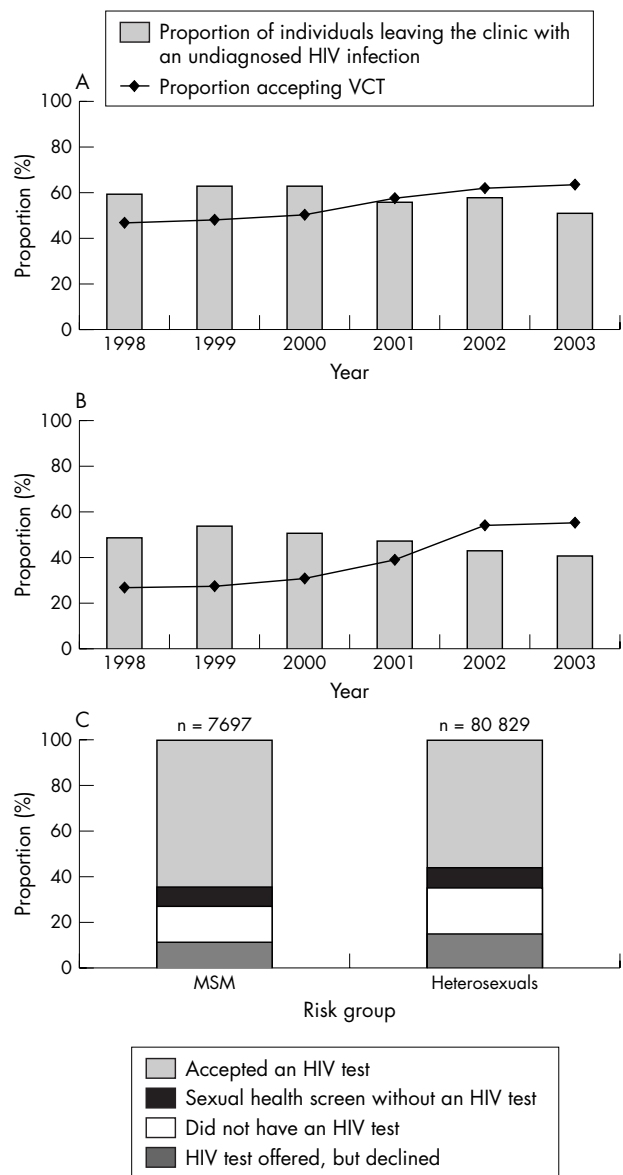 Proportion of individuals leaving the clinic with
an undiagnosed HIV infection
Proportion accepting VCT
A
100
80
60
40
20
0
Proportion (%)
1998 1999 2000 2001 2002 2003
Year
B
100
80
60
40
20
0
Proportion (%)
1998 1999 2000 2001 2002 2003
Year
C
n = 7697 n = 80 829
100
80
60
40
20
0
Proportion (%)
MSM Heterosexuals
Risk group
Accepted an HIV test
Sexual health screen without an HIV test
Did not have an HIV test
HIV test offered, but declined